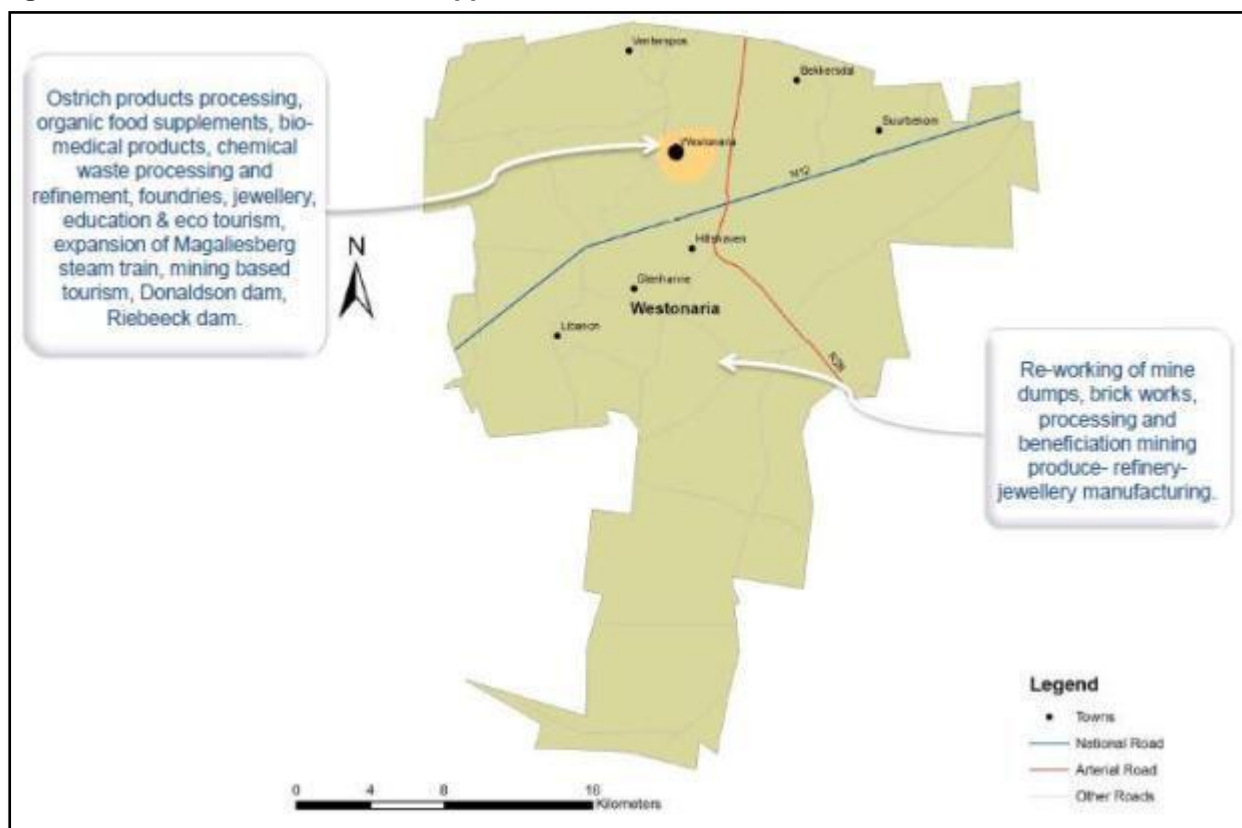 Ostrich products processing,
organic food supplements, bio-
medical products, chemical
waste processing and
refinement, foundries, jewellery,
education & eco tourism,
expansion of Magaliesberg
steam train, mining based
tourism, Donaldson dam,
Riebeeck dam.
N
Venterspos
Bekkersdal
Suurbekom
Westonaria
N12
Hillshaven
Glenharvie
Westonaria
Libanon
R28
Re-working of mine
dumps, brick works,
processing and
beneficiation mining
produce- refinery-
jewellery manufacturing.
Legend
Towns
National Road
Arterial Road
Other Roads
0 4 8 16
Kilometers